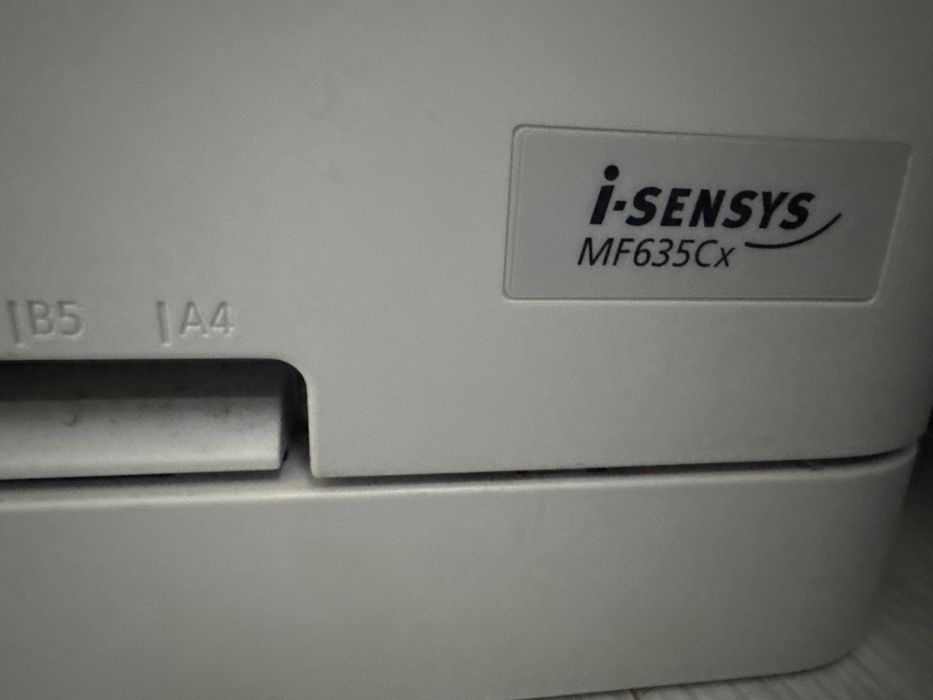 i-SENSYS
MF635Cx
|B5 |A4